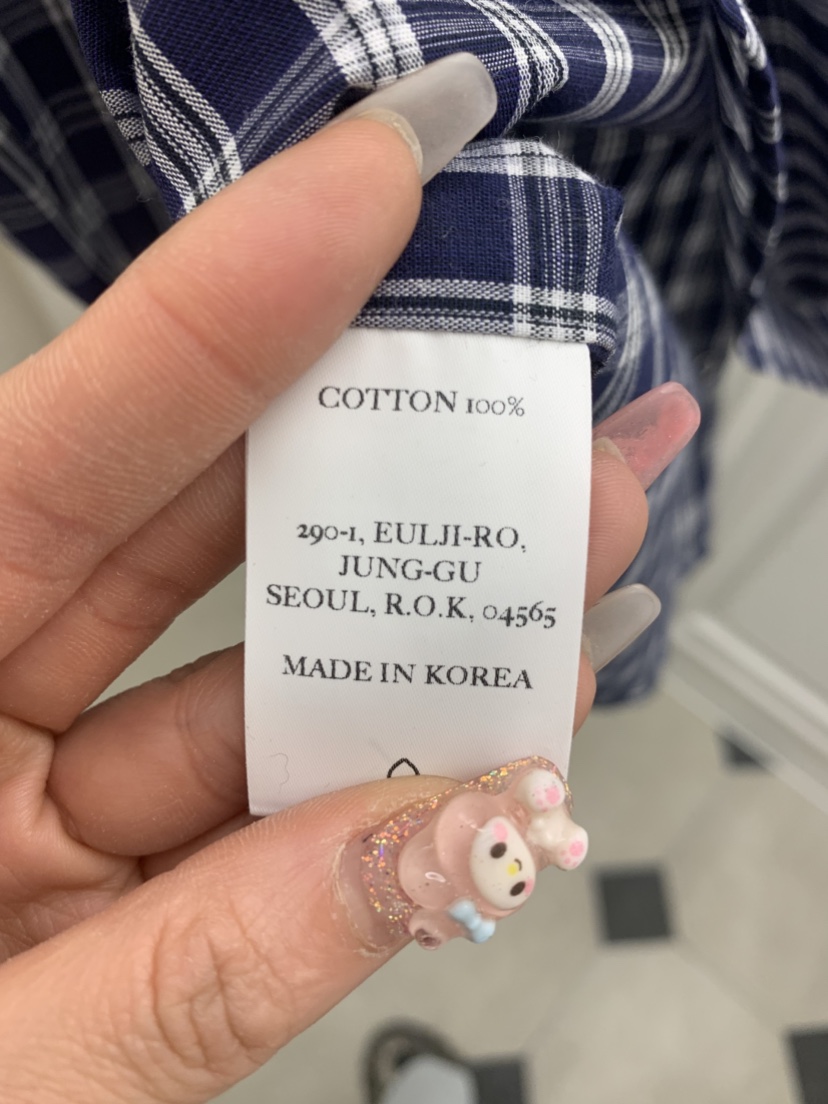 COTTON 100%
290-1, EULJI-RO,
JUNG-GU
SEOUL, R.O.K, 04565
MADE IN KOREA